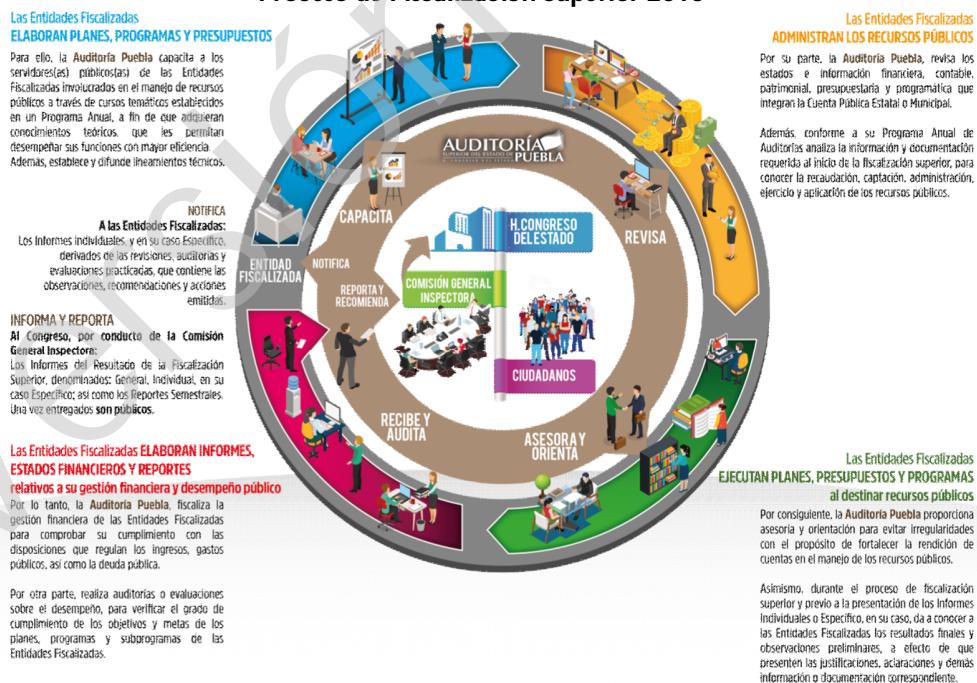 Proceso de Fiscalización Superior 2018
Las Entidades Fiscalizadas
ELABORAN PLANES, PROGRAMAS Y PRESUPUESTOS
Para ello, la Auditoría Puebla capacita a los
servidores(as) públicos(tas) de las Entidades
Fiscalizadas involucrados en el manejo de recursos
públicos a través de cursos temáticos establecidos
en un Programa Anual, a fin de que adquieran
conocimientos teóricos, que les permitan
desempeñar sus funciones con mayor eficiencia.
Además, establece y difunde lineamientos técnicos.
NOTIFICA
A las Entidades Fiscalizadas:
Los Informes Individuales, y en su caso Específico,
derivados de las revisiones, auditorías y
evaluaciones practicadas, que contiene las
observaciones, recomendaciones y acciones
emitidas.
INFORMA Y REPORTA
Al Congreso, por conducto de la Comisión
General Inspectora:
Los Informes del Resultado de la Fiscalización
Superior, denominados: General, Individual, en su
caso Específico; así como los Reportes Semestrales.
Una vez entregados son públicos.
Las Entidades Fiscalizadas ELABORAN INFORMES,
ESTADOS FINANCIEROS Y REPORTES
relativos a su gestión financiera y desempeño público
Por lo tanto, la Auditoría Puebla, fiscaliza la
gestión financiera de las Entidades Fiscalizadas
para comprobar su cumplimiento con las
disposiciones que regulan los ingresos, gastos
públicos, así como la deuda pública.
Por otra parte, realiza auditorías o evaluaciones
sobre el desempeño, para verificar el grado de
cumplimiento de los objetivos y metas de los
planes, programas y subprogramas de las
Entidades Fiscalizadas.
AUDITORÍA
SUPERIOR DEL ESTADO DE PUEBLA
CAPACITA
REVISA
ENTIDAD
FISCALIZADA
NOTIFICA
REPORTA Y
RECOMIENDA
H. CONGRESO
DEL ESTADO
COMISIÓN GENERAL
INSPECTORA
CIUDADANOS
RECIBE Y
AUDITA
ASESORA Y
ORIENTA
Las Entidades Fiscalizadas
ADMINISTRAN LOS RECURSOS PÚBLICOS
Por su parte, la Auditoría Puebla, revisa los
estados e información financiera, contable,
patrimonial, presupuestaria y programática que
integran la Cuenta Pública Estatal o Municipal.
Además, conforme a su Programa Anual de
Auditorías analiza la información y documentación
requerida al inicio de la fiscalización superior, para
conocer la recaudación, captación, administración,
ejercicio y aplicación de los recursos públicos.
Las Entidades Fiscalizadas
EJECUTAN PLANES, PRESUPUESTOS Y PROGRAMAS
al destinar recursos públicos
Por consiguiente, la Auditoría Puebla proporciona
asesoría y orientación para evitar irregularidades
con el propósito de fortalecer la rendición de
cuentas en el manejo de los recursos públicos.
Asimismo, durante el proceso de fiscalización
superior y previo a la presentación de los Informes
Individuales o Específico, en su caso, da a conocer a
las Entidades Fiscalizadas los resultados finales y
observaciones preliminares, a efecto de que
presenten las justificaciones, aclaraciones y demás
información o documentación correspondiente.